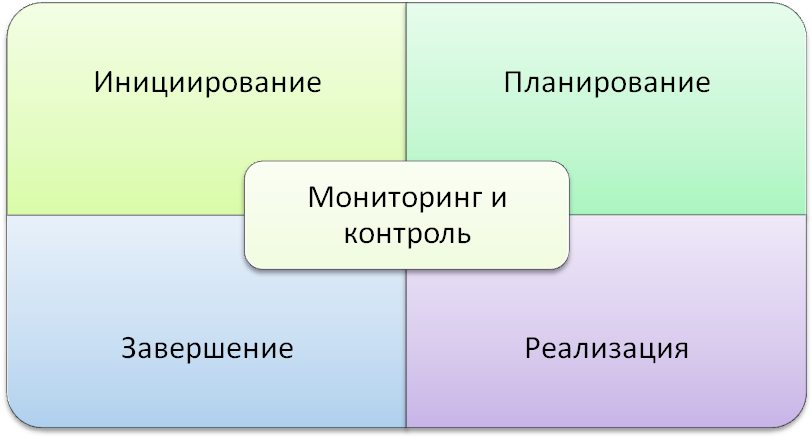 Инициирование
Планирование
Мониторинг и
контроль
Завершение
Реализация